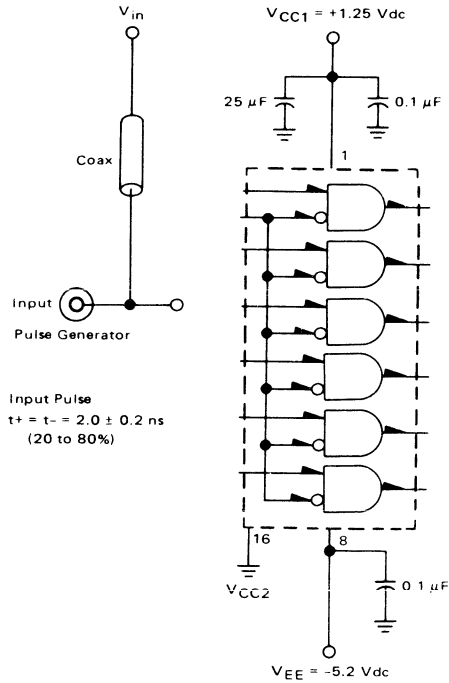 Vin
Coax
Input
Pulse Generator
Input Pulse
t+ = t– = 2.0 ± 0.2 ns
(20 to 80%)
VCC1 = +1.25 Vdc
25 μF
0.1 μF
1
16
8
VCC2
0.1 μF
VEE = -5.2 Vdc